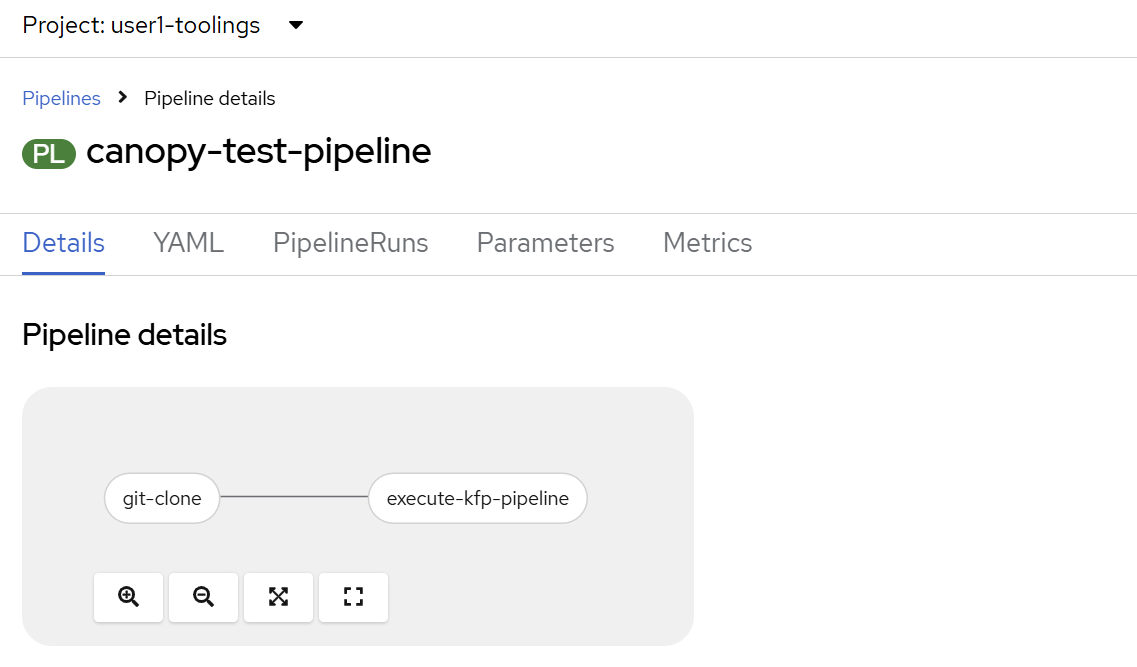 Project: user1-toolings
Pipelines Pipeline details
PL canopy-test-pipeline
Details YAML PipelineRuns Parameters Metrics
Pipeline details
git-clone execute-kfp-pipeline